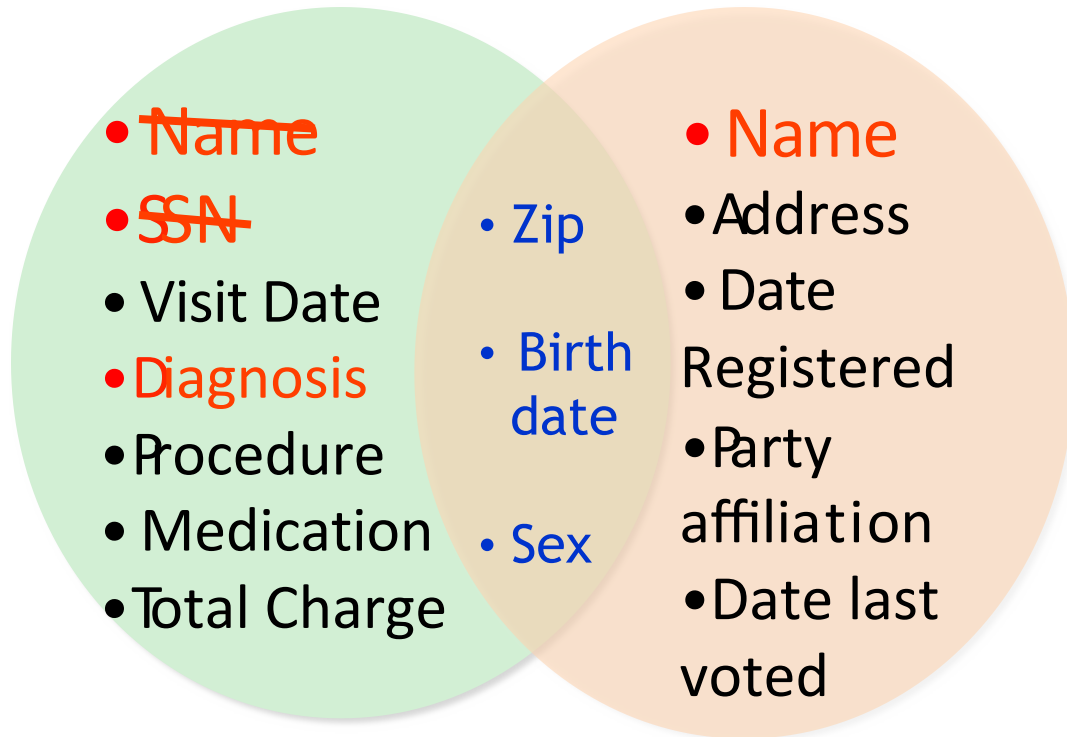 • Name
• SSN
• Visit Date
• Diagnosis
• Procedure
• Medication
• Total Charge
• Zip
• Birth
date
• Sex
• Name
• Address
• Date
Registered
• Party
affiliation
• Date last
voted